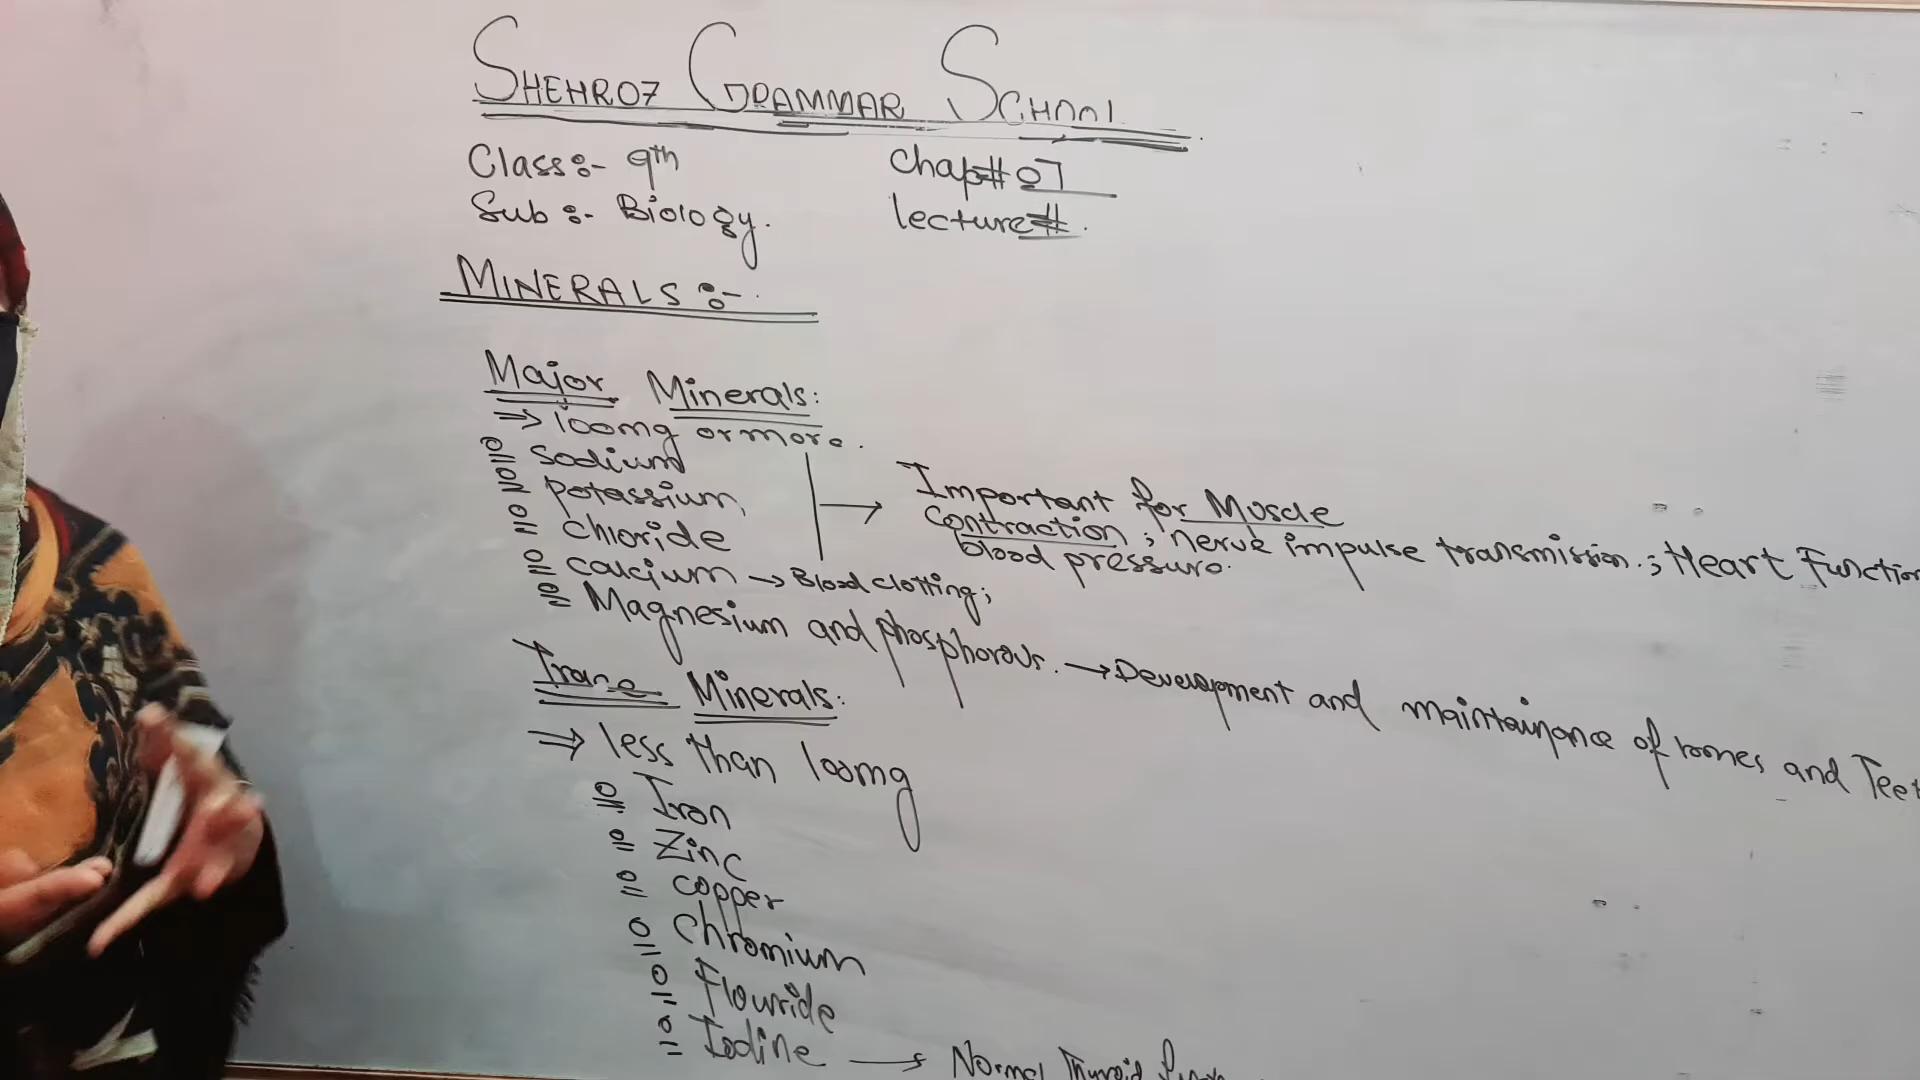 SHEHROZ GRAMMAR SCHOOL
Class:- 9th
Chap# 07
Sub:- Biology.
lecture#.
MINERALS:-
Major Minerals:
⇒ 100mg or more.
sodium
potassium,
chloride
→ Important for Muscle
Contraction; nerve impulse transmission.; Heart Function
blood pressure.
calcium → Blood clotting;
Magnesium and phosphorous. → Development and maintainance of bones and Teet
Trane Minerals:
⇒ less than 100mg
Iron
Zinc
copper
Chromium
Flouride
Iodine → Normal Thyroid